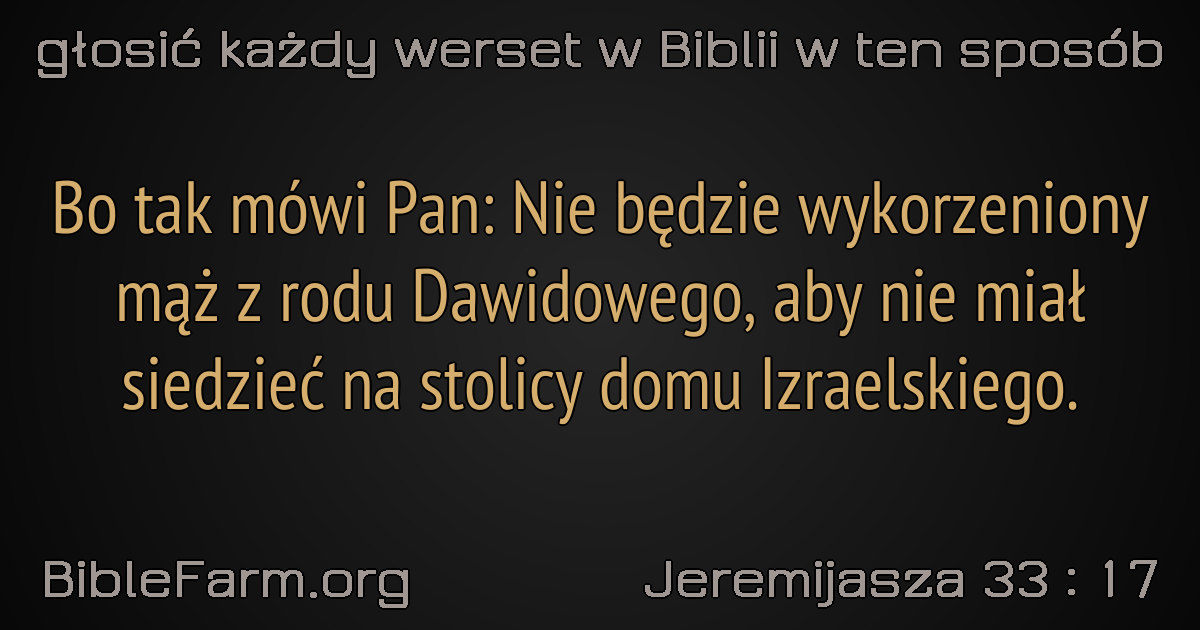 głosić każdy werset w Biblii w ten sposób
Bo tak mówi Pan: Nie będzie wykorzeniony
mąż z rodu Dawidowego, aby nie miał
siedzieć na stolicy domu Izraelskiego.
BibleFarm.org
Jeremijasza 33 : 17